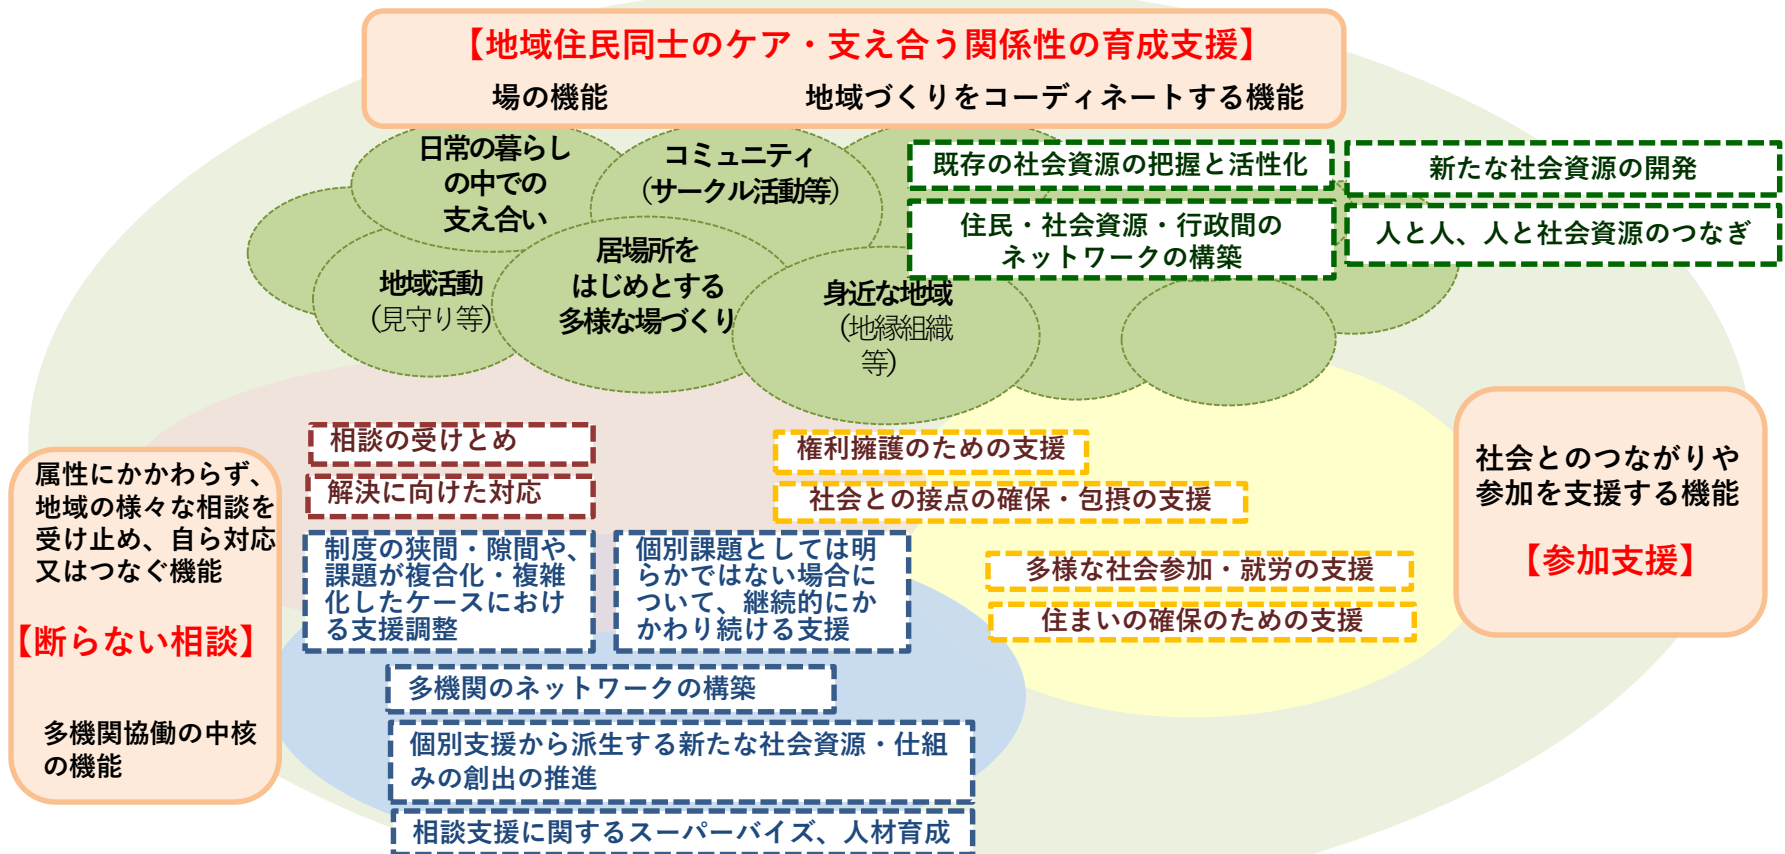 【地域住民同士のケア・支え合う関係性の育成支援】
場の機能
地域づくりをコーディネートする機能
日常の暮らし
の中での
支え合い
コミュニティ
（サークル活動等）
既存の社会資源の把握と活性化
新たな社会資源の開発
住民・社会資源・行政間の
ネットワークの構築
人と人、人と社会資源のつなぎ
地域活動
（見守り等）
居場所を
はじめとする
多様な場づくり
身近な地域
（地縁組織
等）
属性にかかわらず、
地域の様々な相談を
受け止め、自ら対応
又はつなぐ機能
【断らない相談】
多機関協働の中核
の機能
相談の受けとめ
解決に向けた対応
制度の狭間・隙間や、
課題が複合化・複雑
化したケースにおけ
る支援調整
個別課題としては明
らかではない場合に
ついて、継続的にか
かわり続ける支援
多機関のネットワークの構築
個別支援から派生する新たな社会資源・仕組
みの創出の推進
相談支援に関するスーパーバイズ、人材育成
権利擁護のための支援
社会との接点の確保・包摂の支援
多様な社会参加・就労の支援
住まいの確保のための支援
社会とのつながりや
参加を支援する機能
【参加支援】